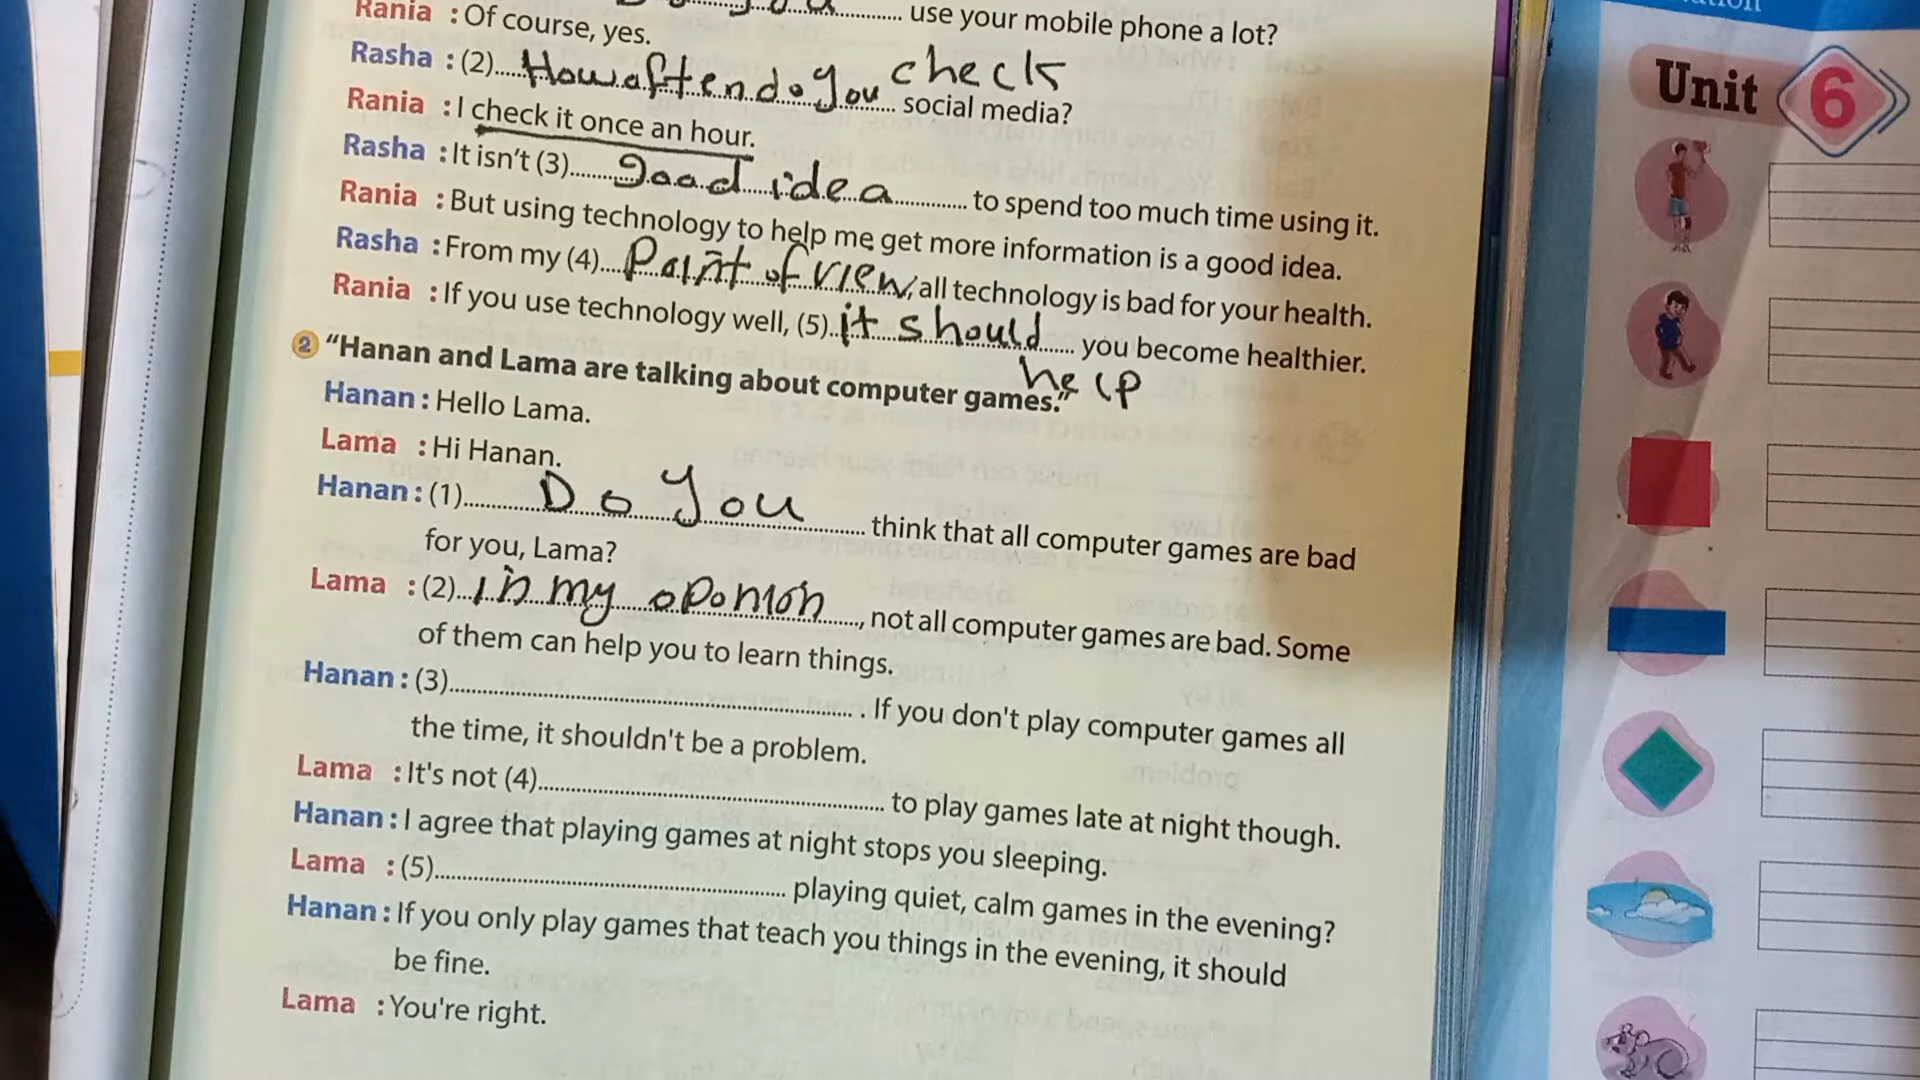 use your mobile phone a lot?
Rania : Of course, yes.
Rasha : (2) How aften do you check social media?
Rania : I check it once an hour.
Rasha : It isn't (3) good idea to spend too much time using it.
Rania : But using technology to help me get more information is a good idea.
Rasha : From my (4) Point of view, all technology is bad for your health.
Rania : If you use technology well, (5) it should help you become healthier.
2 "Hanan and Lama are talking about computer games."
Hanan : Hello Lama.
Lama : Hi Hanan.
Hanan : (1) Do you think that all computer games are bad
for you, Lama?
Lama : (2) in my oponion, not all computer games are bad. Some
of them can help you to learn things.
Hanan : (3) . If you don't play computer games all
the time, it shouldn't be a problem.
Lama : It's not (4) to play games late at night though.
Hanan : I agree that playing games at night stops you sleeping.
Lama : (5) playing quiet, calm games in the evening?
Hanan : If you only play games that teach you things in the evening, it should
be fine.
Lama : You're right.
Unit 6